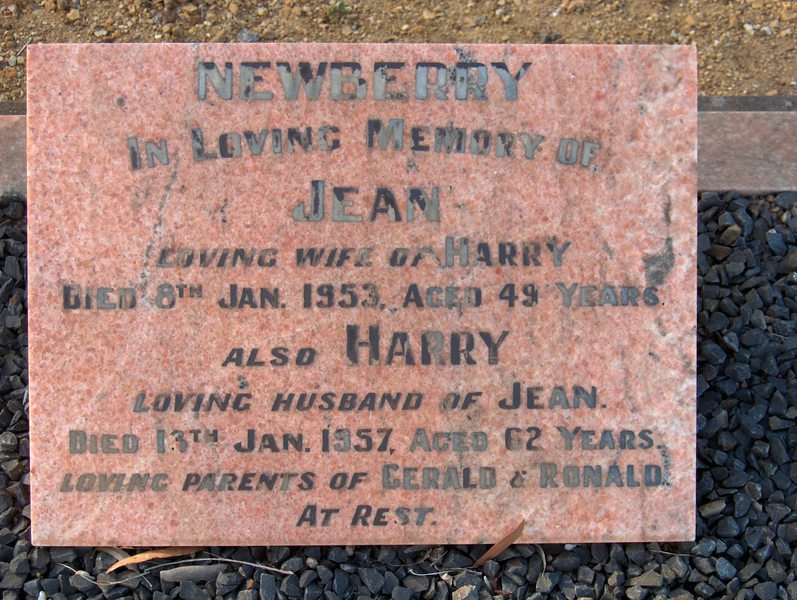 NEWBERRY
IN LOVING MEMORY OF
JEAN
LOVING WIFE OF HARRY
DIED 8TH JAN. 1953, AGED 49 YEARS.
ALSO HARRY
LOVING HUSBAND OF JEAN.
DIED 13TH JAN. 1957, AGED 62 YEARS.
LOVING PARENTS OF GERALD & RONALD.
AT REST.